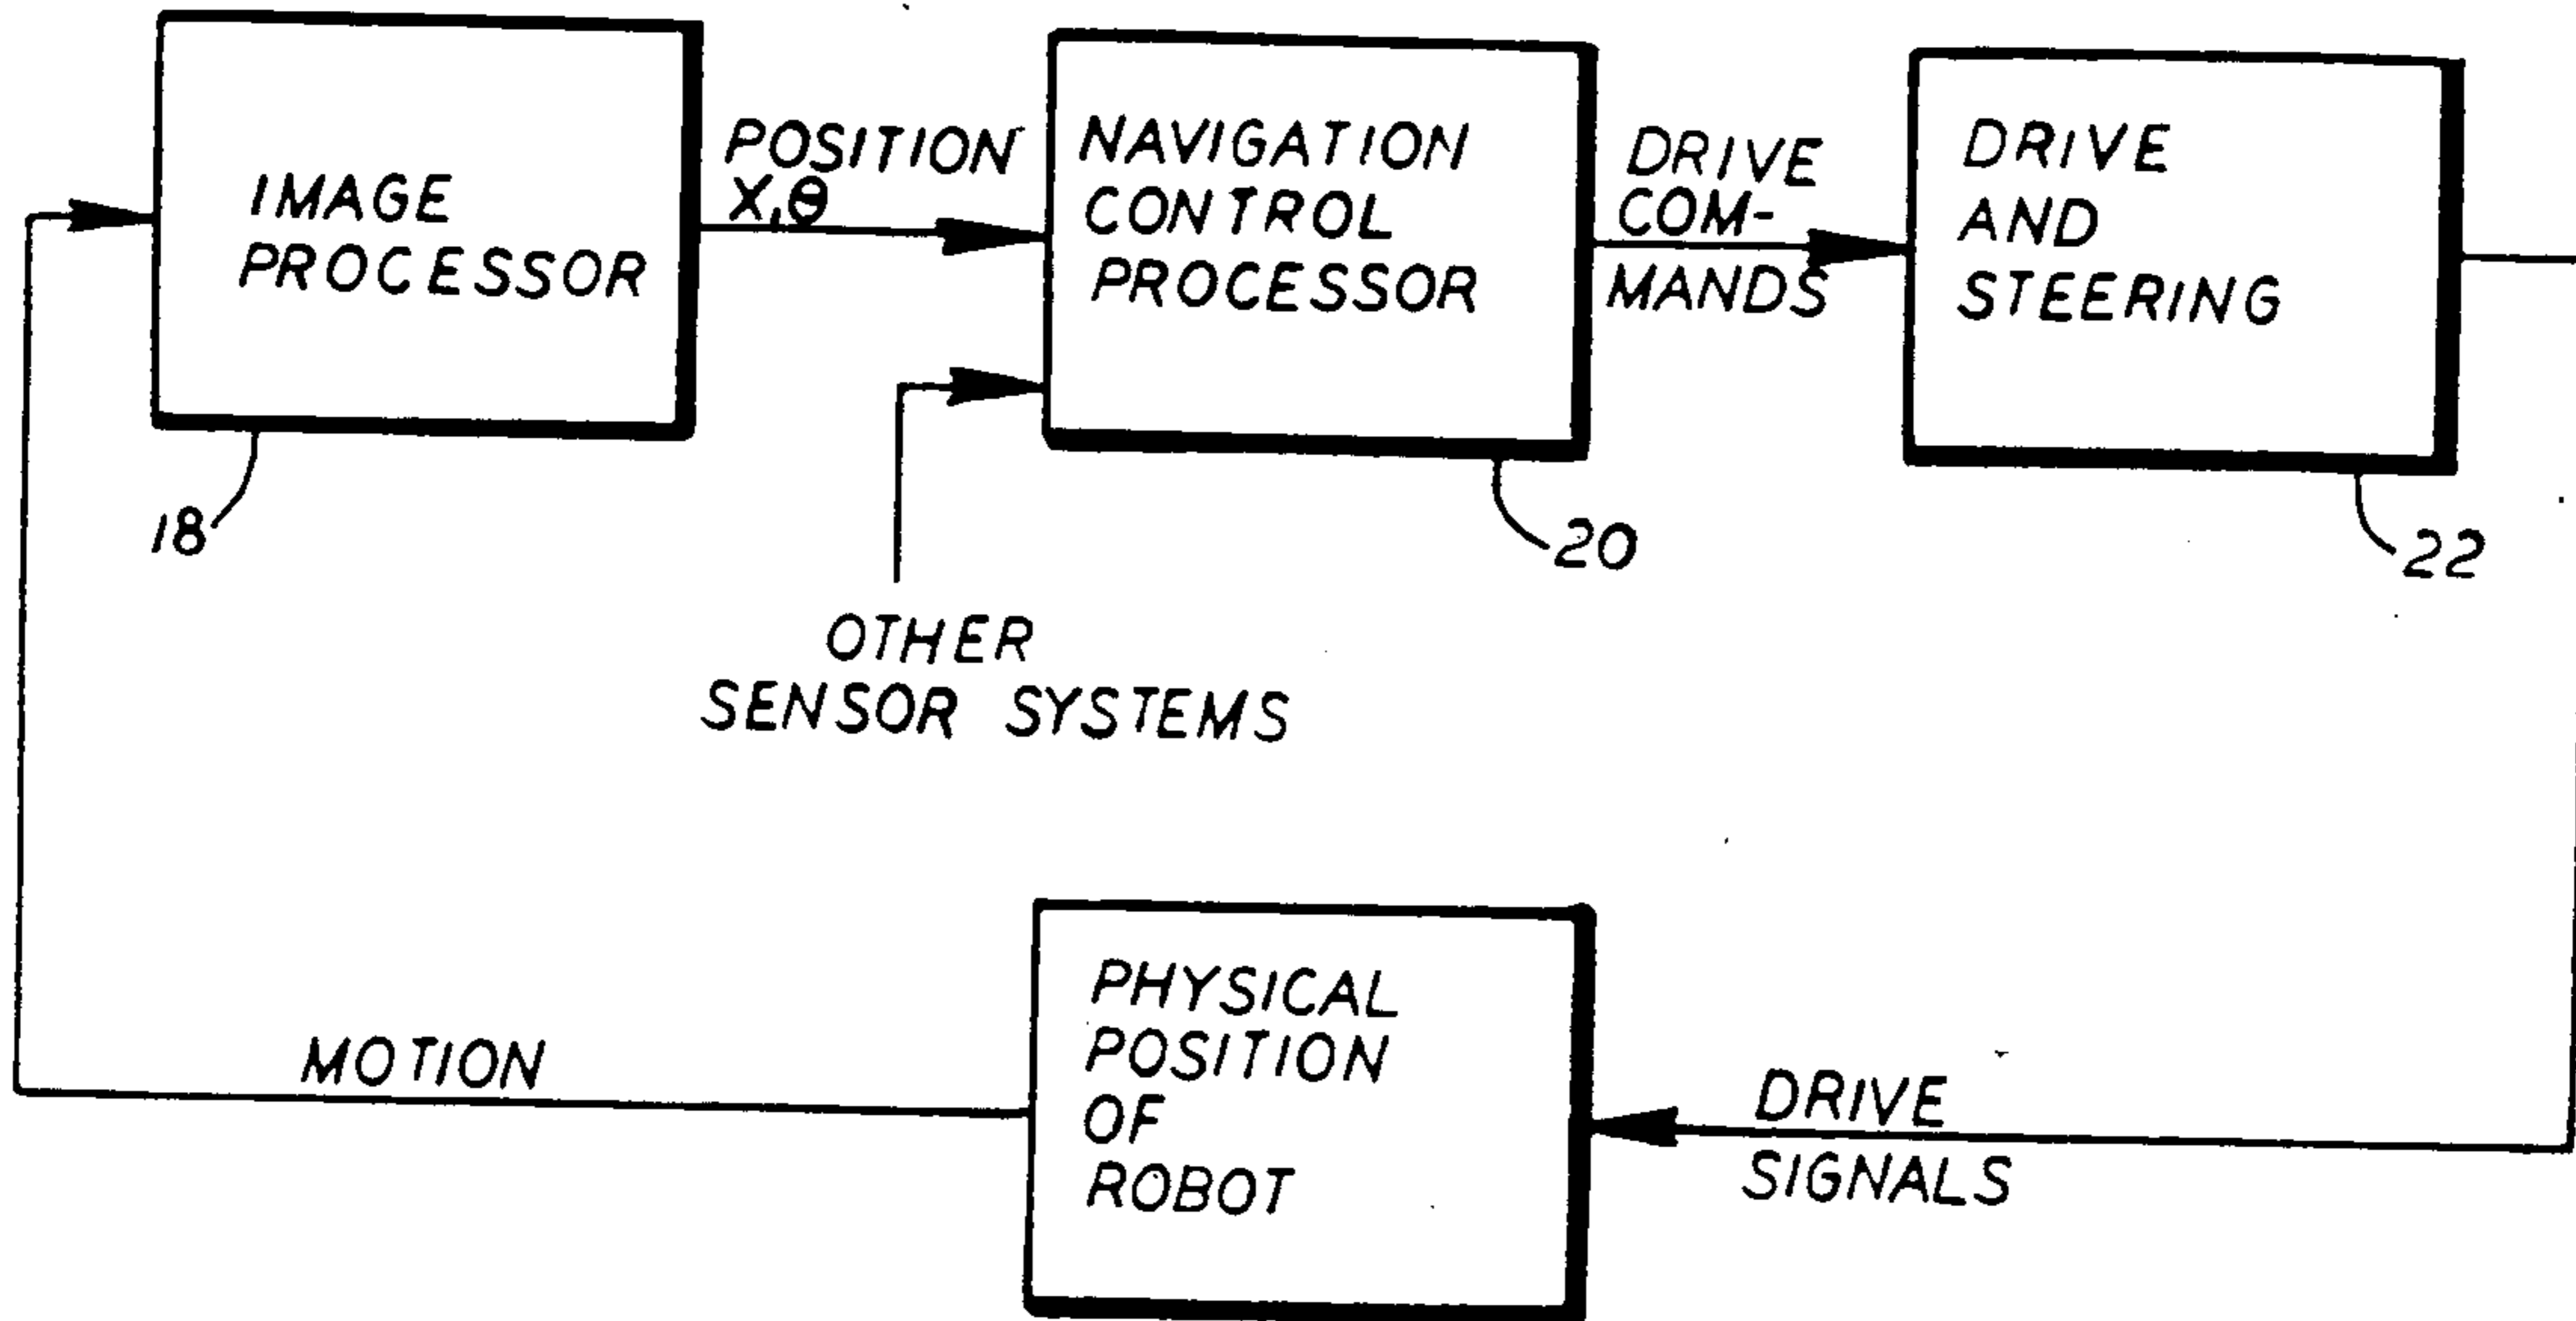 IMAGE
PROCESSOR
18
POSITION
X,θ
NAVIGATION
CONTROL
PROCESSOR
20
OTHER
SENSOR SYSTEMS
DRIVE
COM-
MANDS
DRIVE
AND
STEERING
22
DRIVE
SIGNALS
PHYSICAL
POSITION
OF
ROBOT
MOTION